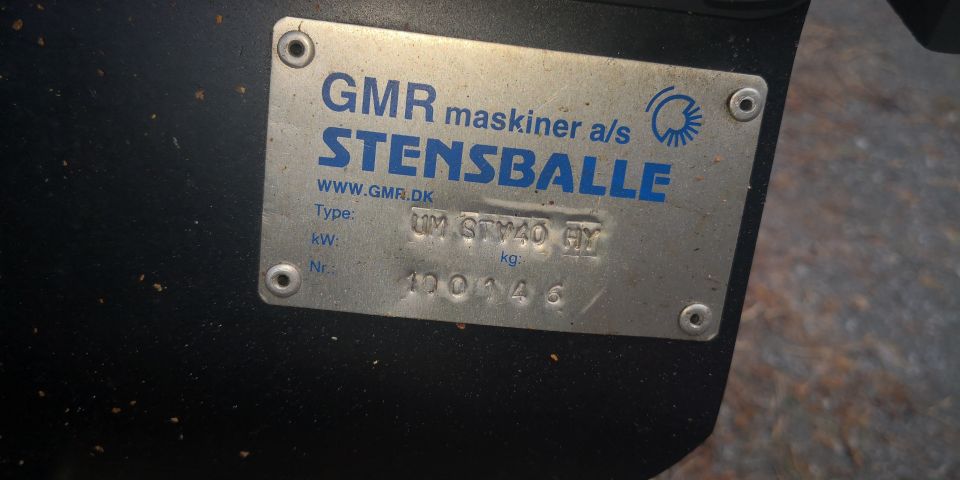 GMR maskiner a/s
STENSBALLE
WWW.GMR.DK
Type: UM STV40 HY
kW: kg:
Nr.: 100146